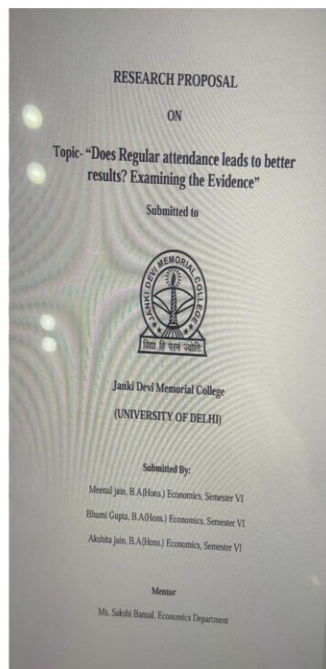 RESEARCH PROPOSAL
ON
Topic- “Does Regular attendance leads to better
results? Examining the Evidence”
Submitted to
JANKI DEVI MEMORIAL COLLEGE
विद्या हि परमं ज्योतिः
Janki Devi Memorial College
(UNIVERSITY OF DELHI)
Submitted By:
Meenal jain, B.A(Hons.) Economics, Semester VI
Bhumi Gupta, B.A(Hons.) Economics, Semester VI
Akshita jain, B.A(Hons.) Economics, Semester VI
Mentor
Ms. Sakshi Bansal, Economics Department